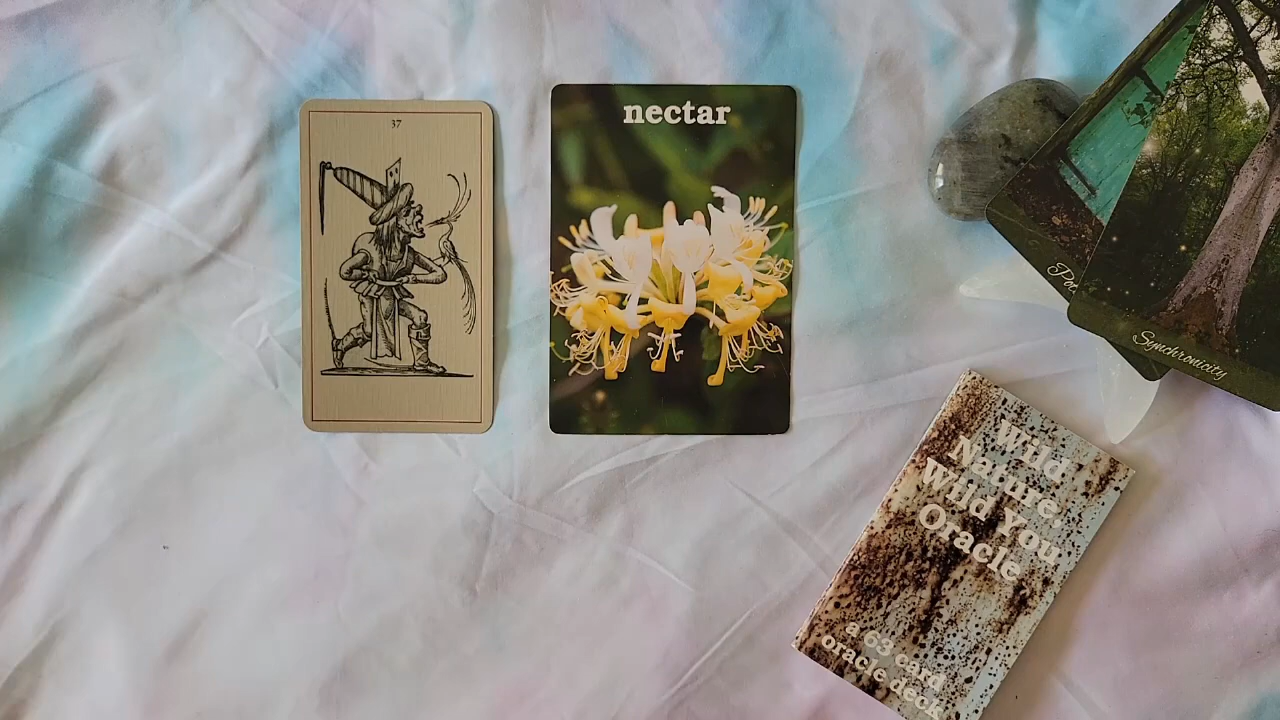 37
nectar
Synchronicity
Wild
Nature,
Wild You
Oracle
a 63 card
oracle deck